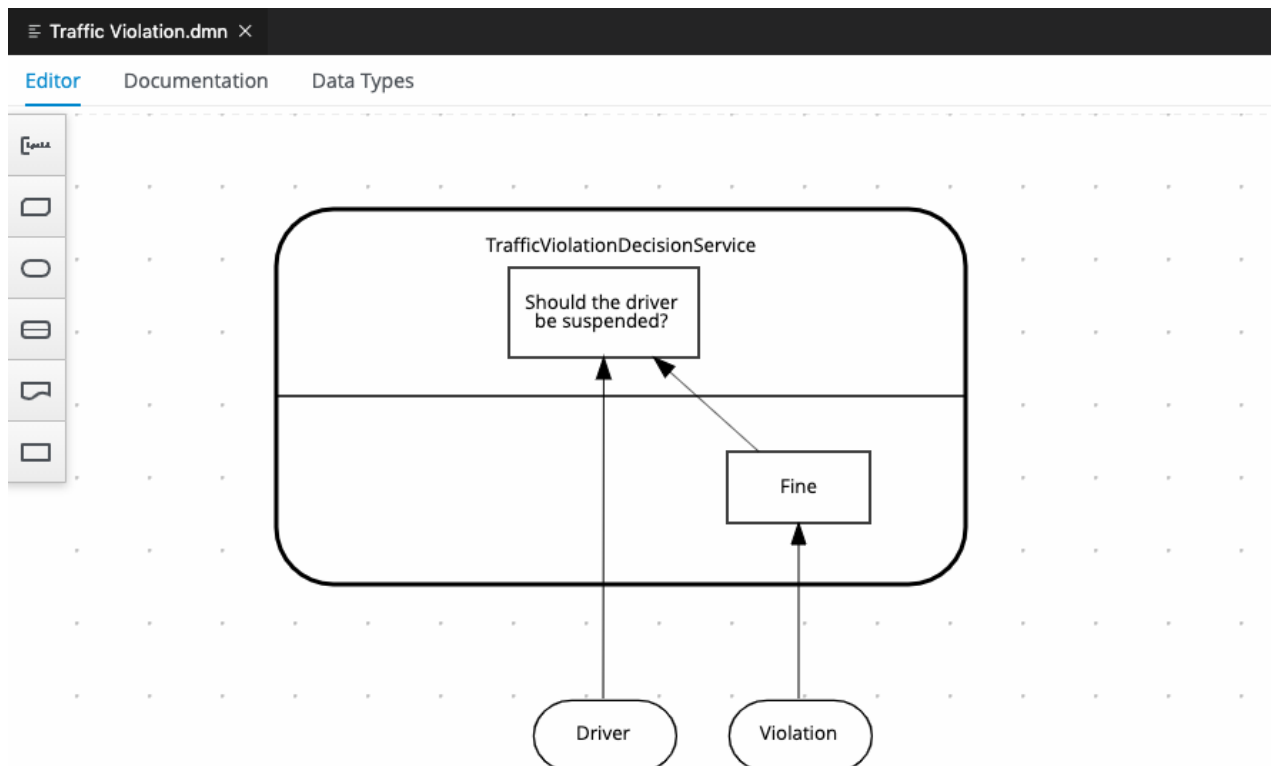 Traffic Violation.dmn
Editor Documentation Data Types
TrafficViolationDecisionService
Should the driver
be suspended?
Fine
Driver Violation